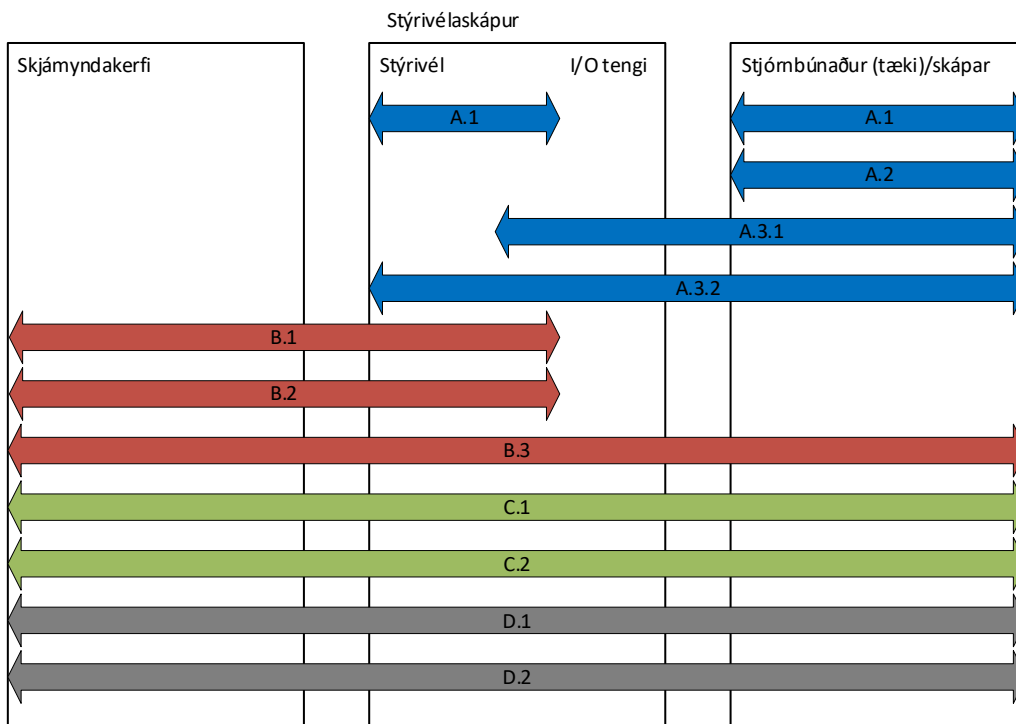 Stýrivélaskápur
Skjámyndakerfi
Stýrivél
I/O tengi
Stjórnbúnaður (tæki)/skápar
A.1
A.1
A.2
A.3.1
A.3.2
B.1
B.2
B.3
C.1
C.2
D.1
D.2